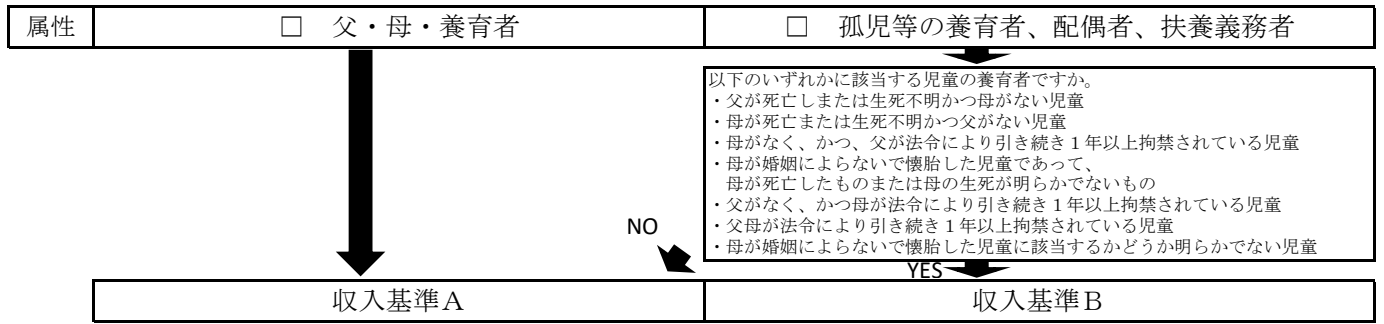 属性 □ 父・母・養育者 □ 孤児等の養育者、配偶者、扶養義務者
以下のいずれかに該当する児童の養育者ですか。
・父が死亡しまたは生死不明かつ母がない児童
・母が死亡または生死不明かつ父がない児童
・母がなく、かつ、父が法令により引き続き１年以上拘禁されている児童
・母が婚姻によらないで懐胎した児童であって、
母が死亡したものまたは母の生死が明らかでないもの
・父がなく、かつ母が法令により引き続き１年以上拘禁されている児童
・父母が法令により引き続き１年以上拘禁されている児童
・母が婚姻によらないで懐胎した児童に該当するかどうか明らかでない児童
NO
YES
収入基準Ａ 収入基準Ｂ